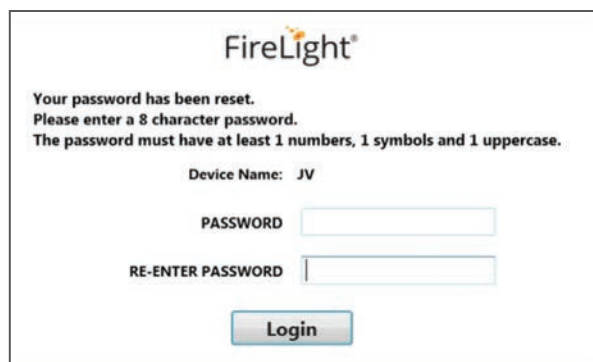 FireLight®
Your password has been reset.
Please enter a 8 character password.
The password must have at least 1 numbers, 1 symbols and 1 uppercase.
Device Name: JV
PASSWORD
RE-ENTER PASSWORD
Login